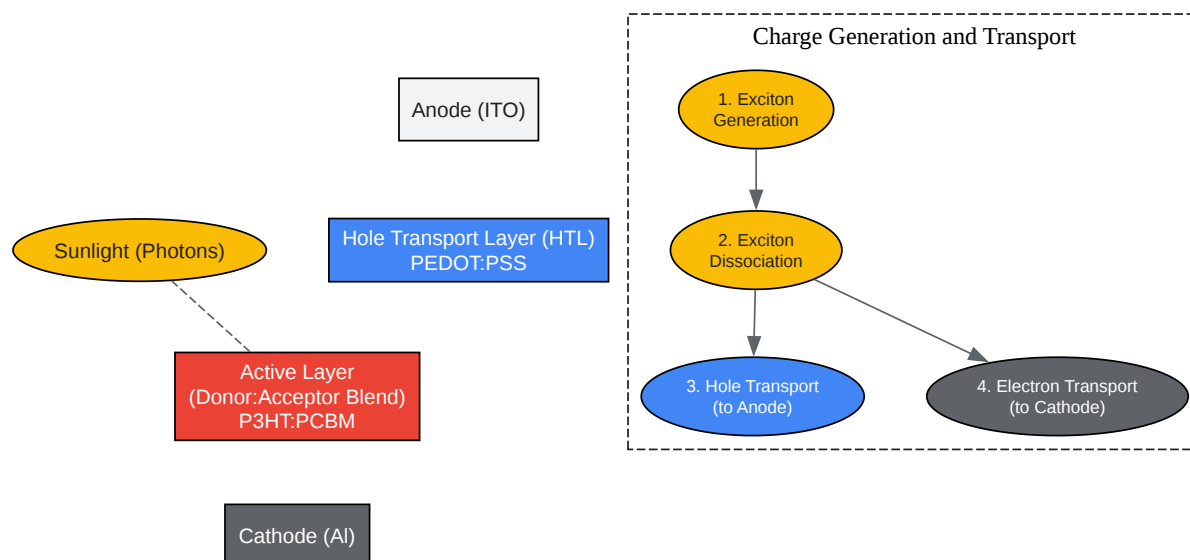 Charge Generation and Transport
Anode (ITO)
1. Exciton
Generation
Sunlight (Photons)
Hole Transport Layer (HTL)
PEDOT:PSS
2. Exciton
Dissociation
Active Layer
(Donor:Acceptor Blend)
P3HT:PCBM
3. Hole Transport
(to Anode)
4. Electron Transport
(to Cathode)
Cathode (Al)